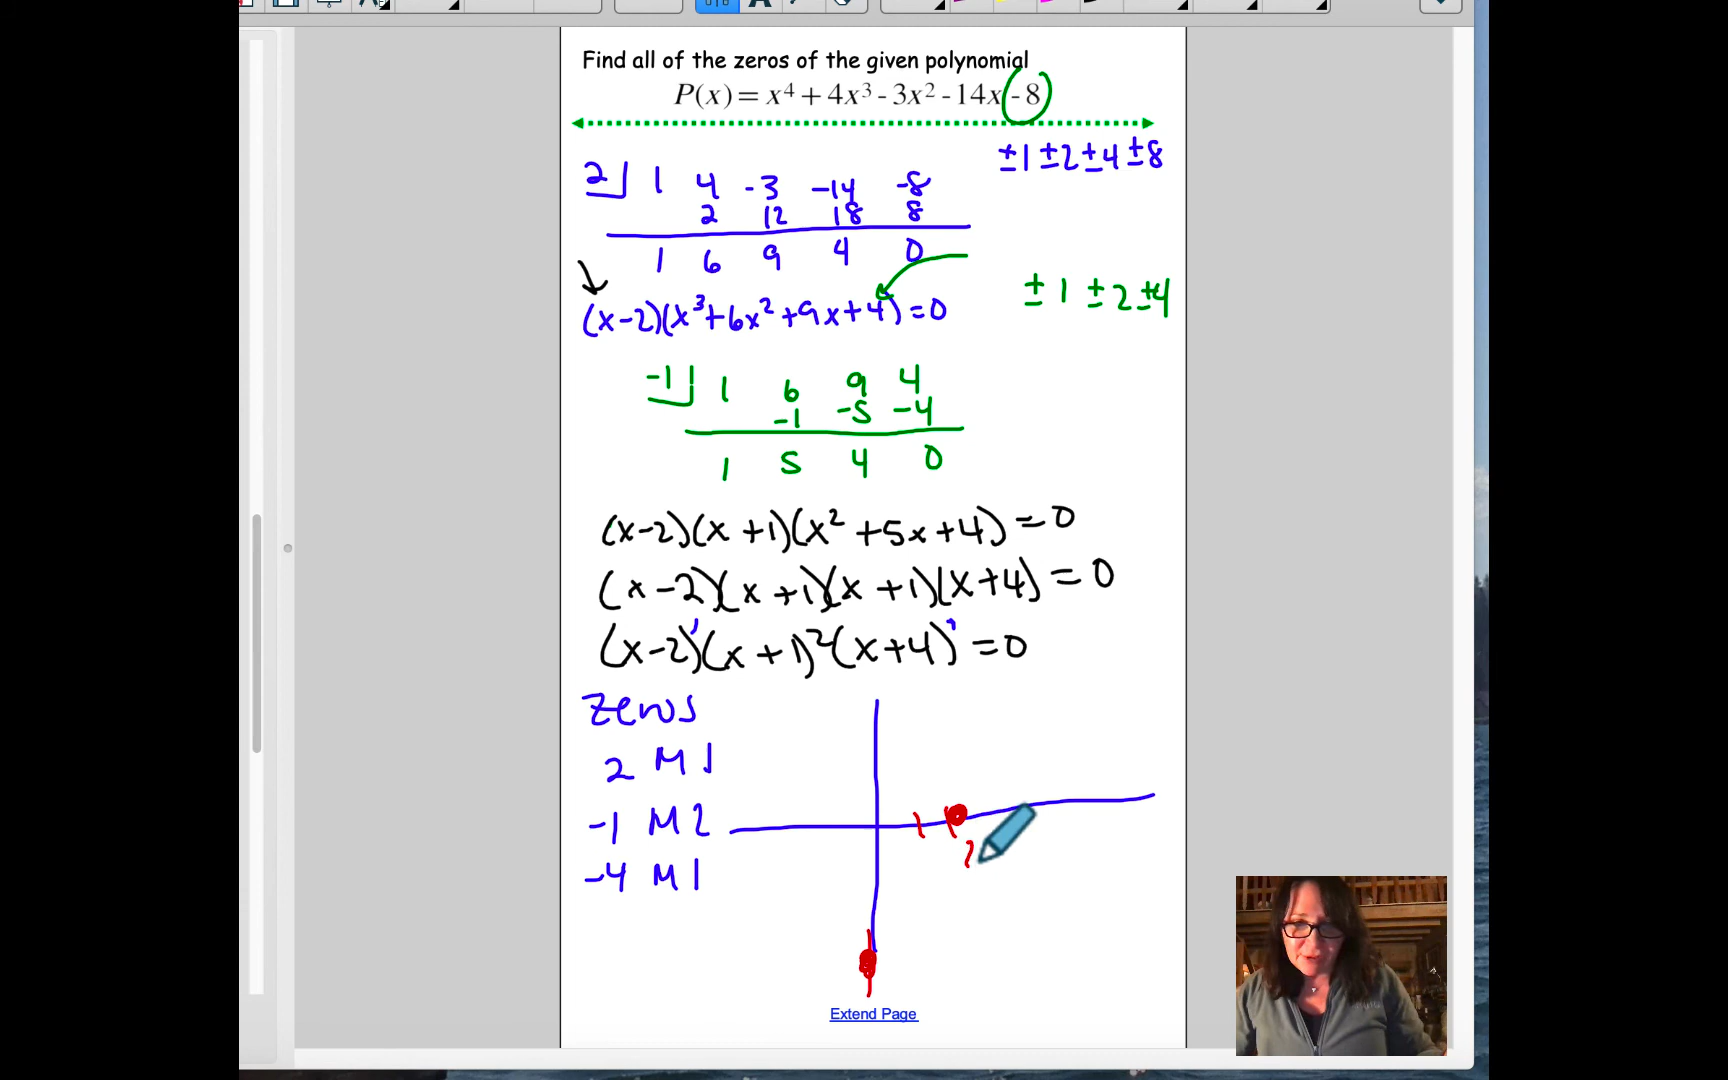 Find all of the zeros of the given polynomial
P(x) = x⁴ + 4x³ - 3x² - 14x - 8
±1 ±2 ±4 ±8
2 1 4 -3 -14 -8
2 12 18 8
1 6 9 4 0
±1 ±2 ±4
(x-2)(x³+6x²+9x+4)=0
-1 1 6 9 4
-1 -5 -4
1 5 4 0
(x-2)(x+1)(x²+5x+4)=0
(x-2)(x+1)(x+1)(x+4)=0
(x-2)¹(x+1)²(x+4)¹=0
Zeros
2 M1
-1 M2
-4 M1
2
Extend Page